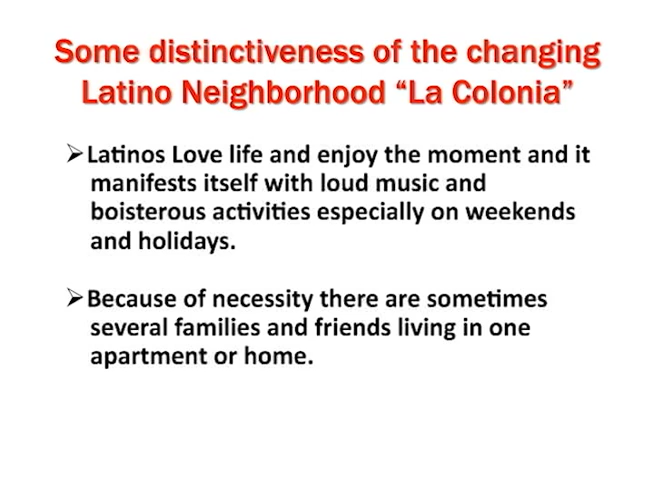 Some distinctiveness of the changing
Latino Neighborhood “La Colonia”
➢Latinos Love life and enjoy the moment and it
manifests itself with loud music and
boisterous activities especially on weekends
and holidays.
➢Because of necessity there are sometimes
several families and friends living in one
apartment or home.